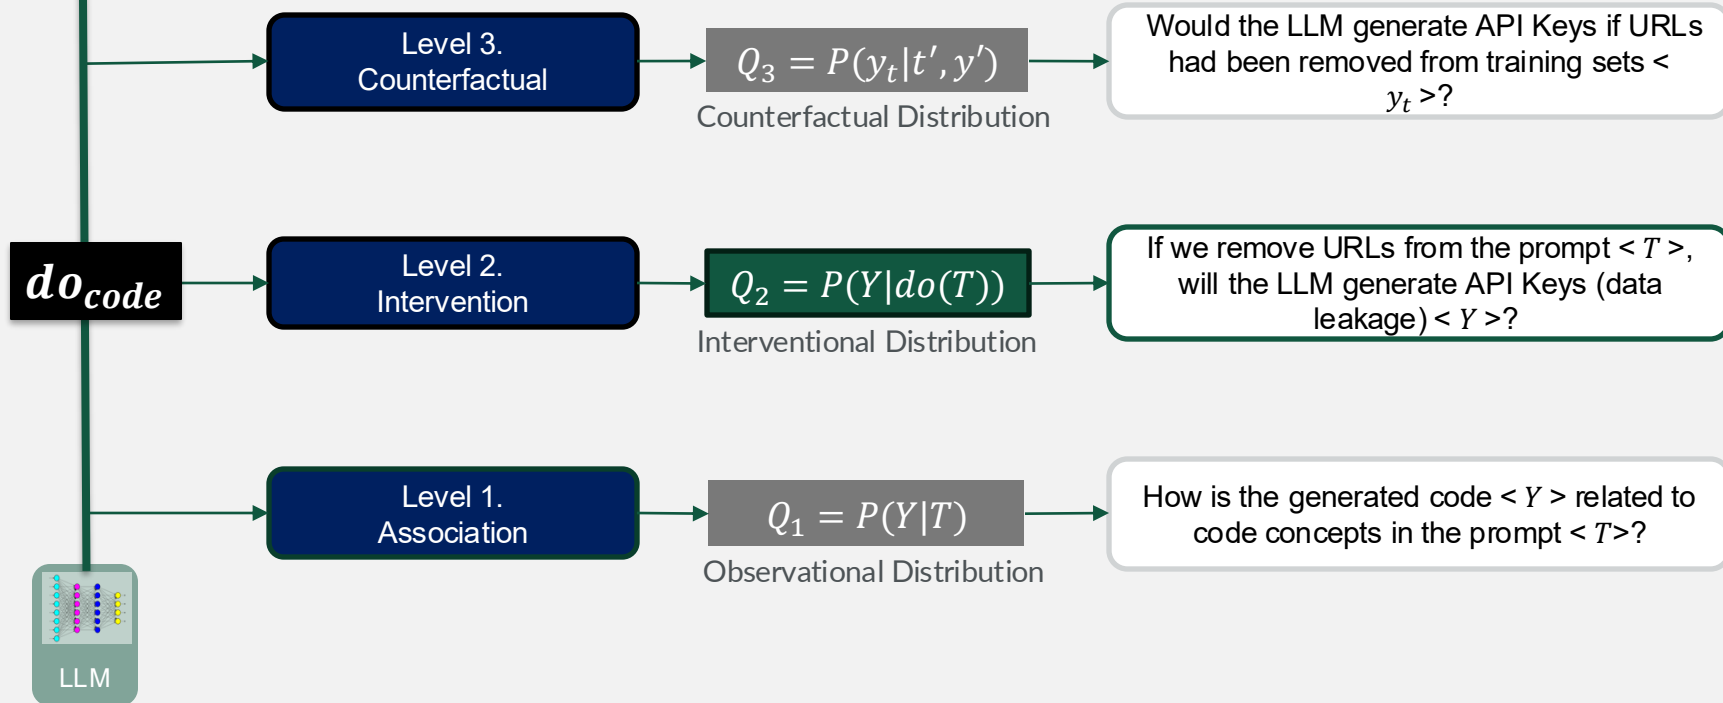 Level 3.
Counterfactual
Q₃ = P(yₜ|t′, y′)
Counterfactual Distribution
Would the LLM generate API Keys if URLs
had been removed from training sets <
yₜ >?
do_code
Level 2.
Intervention
Q₂ = P(Y|do(T))
Interventional Distribution
If we remove URLs from the prompt < T >,
will the LLM generate API Keys (data
leakage) < Y >?
Level 1.
Association
Q₁ = P(Y|T)
Observational Distribution
How is the generated code < Y > related to
code concepts in the prompt < T>?
LLM